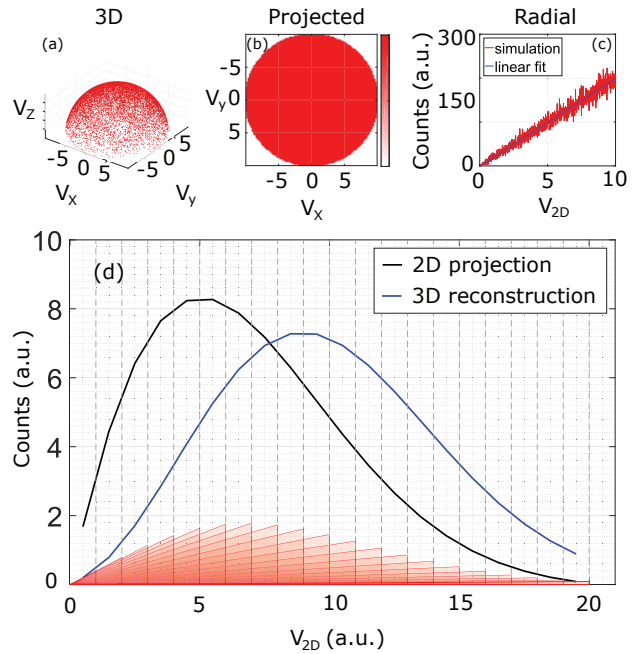 3D
Projected
Radial
(a)
(b)
(c)
V_Z
-5 0 5
V_X
-5 0 5
V_y
-5
0
5
V_y
-5 0 5
V_X
300
150
0
Counts (a.u.)
simulation
linear fit
0 5 10
V_2D
(d)
2D projection
3D reconstruction
10
8
6
4
2
0
Counts (a.u.)
0 5 10 15 20
V_2D (a.u.)